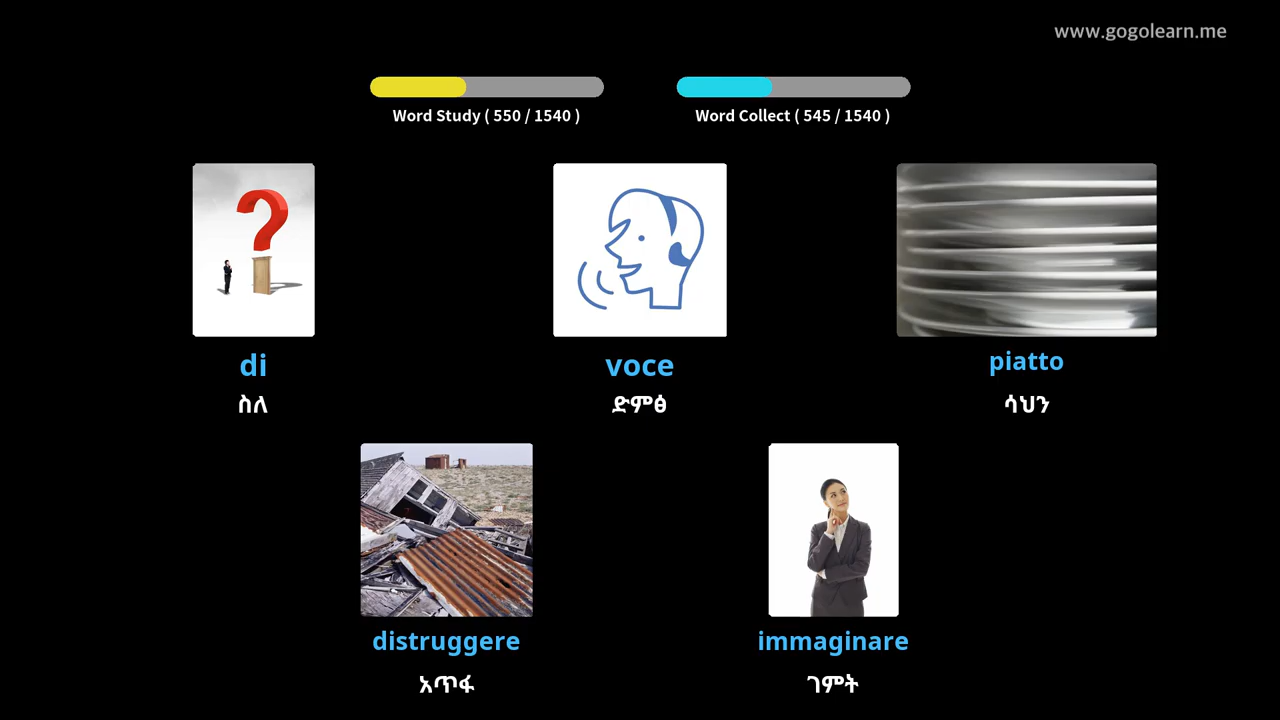 www.gogolearn.me
Word Study ( 550 / 1540 )
Word Collect ( 545 / 1540 )
di
voce
piatto
ስለ
ድምፅ
ሳህን
distruggere
immaginare
አጥፋ
ገምት